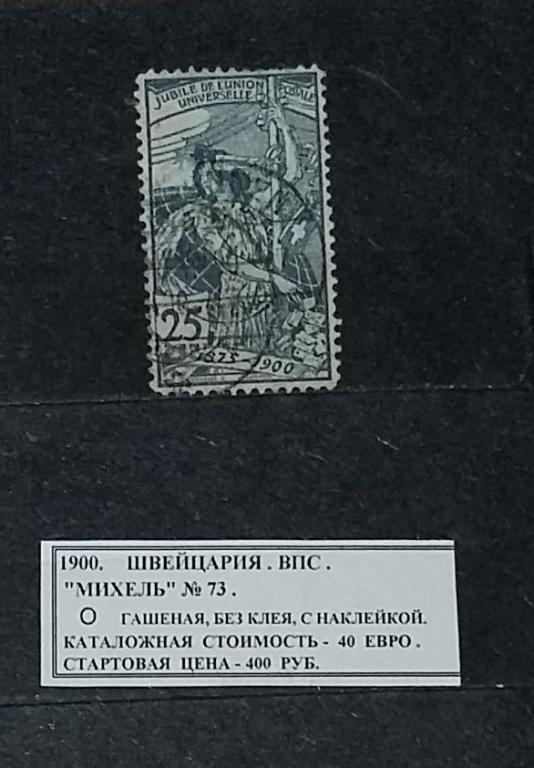 JUBILÉ DE L'UNION POSTALE
UNIVERSELLE
25
1875 1900
1900. ШВЕЙЦАРИЯ. ВПС.
"МИХЕЛЬ" № 73.
О ГАШЕНАЯ, БЕЗ КЛЕЯ, С НАКЛЕЙКОЙ.
КАТАЛОЖНАЯ СТОИМОСТЬ - 40 ЕВРО.
СТАРТОВАЯ ЦЕНА - 400 РУБ.